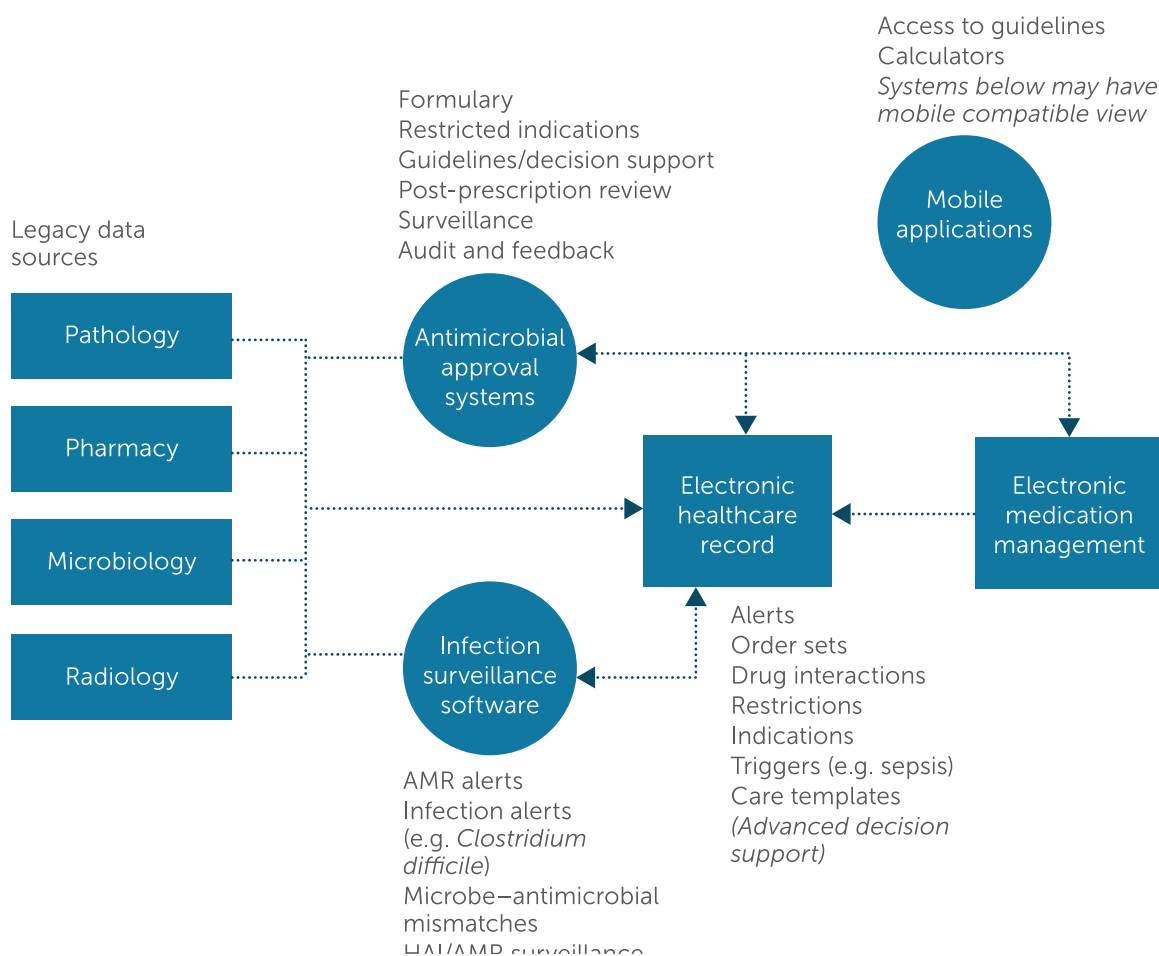 Access to guidelines
Calculators
Systems below may have
mobile compatible view
Mobile
applications
Formulary
Restricted indications
Guidelines/decision support
Post-prescription review
Surveillance
Audit and feedback
Legacy data
sources
Pathology
Pharmacy
Microbiology
Radiology
Antimicrobial
approval
systems
Electronic
healthcare
record
Electronic
medication
management
Infection
surveillance
software
Alerts
Order sets
Drug interactions
Restrictions
Indications
Triggers (e.g. sepsis)
Care templates
(Advanced decision
support)
AMR alerts
Infection alerts
(e.g. Clostridium
difficile)
Microbe–antimicrobial
mismatches
HAI/AMR surveillance